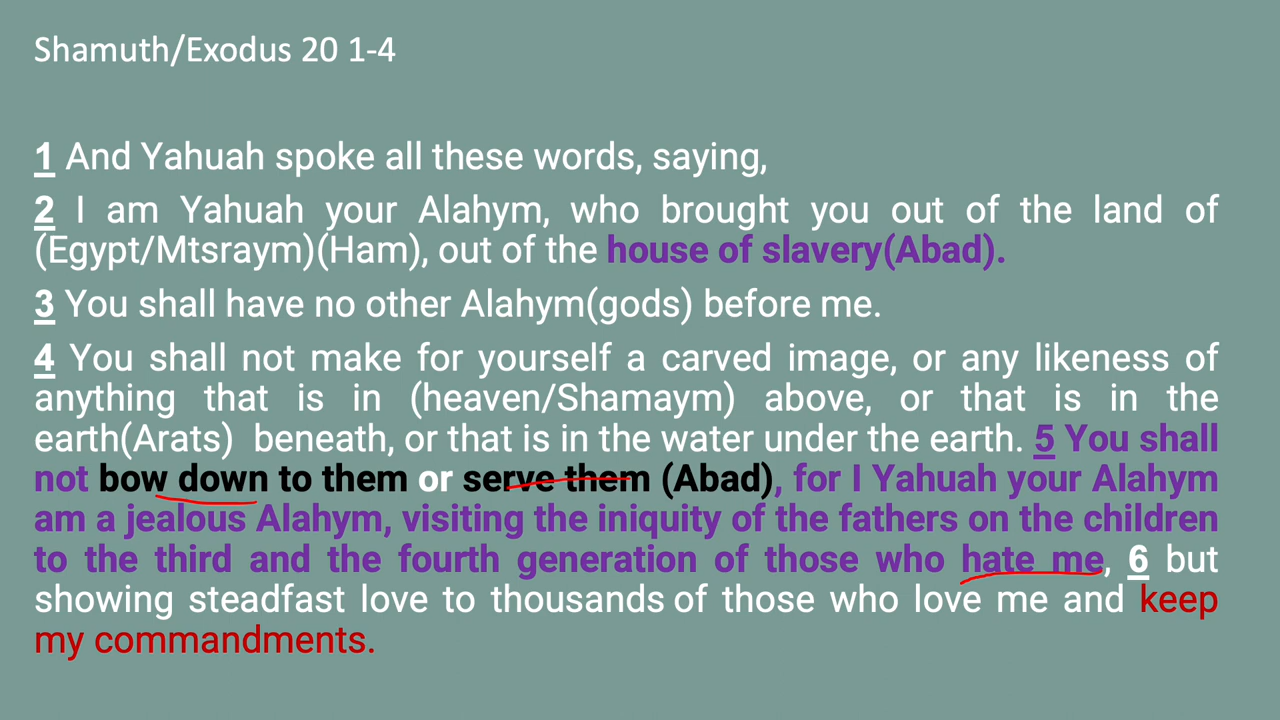 Shamuth/Exodus 20 1-4
1 And Yahuah spoke all these words, saying,
2 I am Yahuah your Alahym, who brought you out of the land of
(Egypt/Mtsraym)(Ham), out of the house of slavery(Abad).
3 You shall have no other Alahym(gods) before me.
4 You shall not make for yourself a carved image, or any likeness of
anything that is in (heaven/Shamaym) above, or that is in the
earth(Arats) beneath, or that is in the water under the earth. 5 You shall
not bow down to them or serve them (Abad), for I Yahuah your Alahym
am a jealous Alahym, visiting the iniquity of the fathers on the children
to the third and the fourth generation of those who hate me, 6 but
showing steadfast love to thousands of those who love me and keep
my commandments.